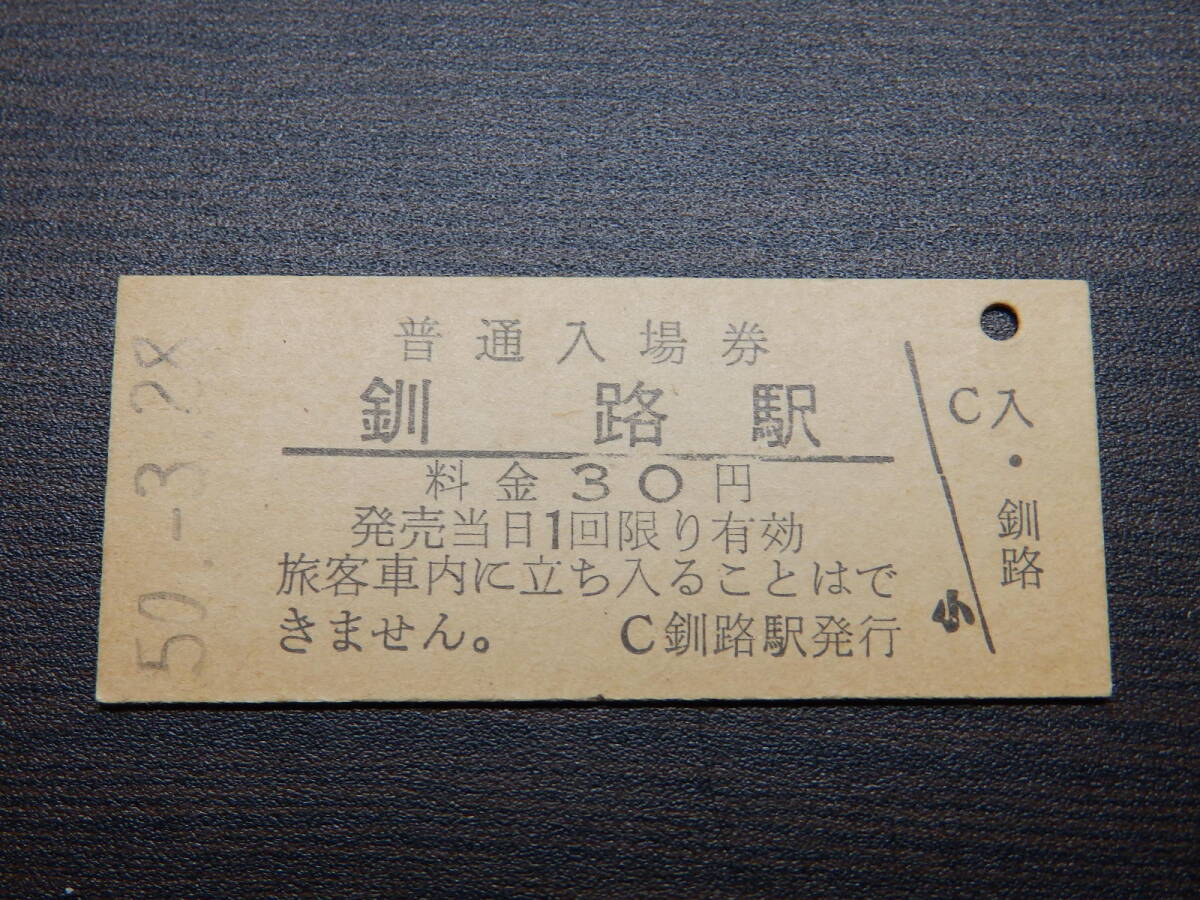 普通入場券
釧路駅
料金30円
発売当日1回限り有効
旅客車内に立ち入ることはで
きません。 C釧路駅発行
C入・釧路
50.-3.28